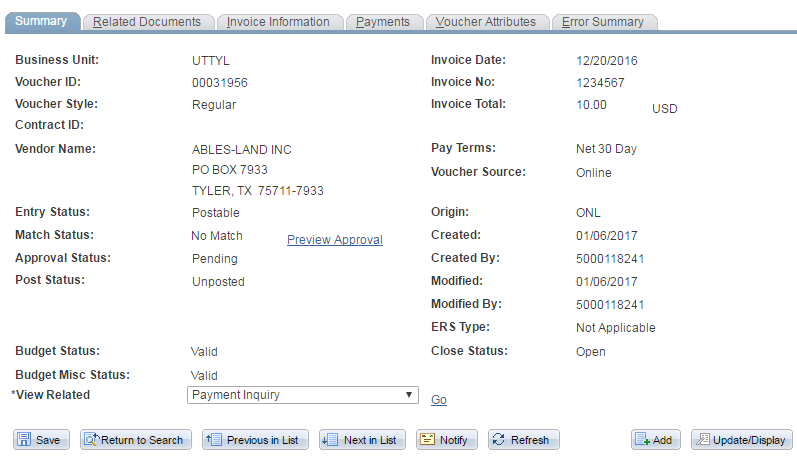 Summary Related Documents Invoice Information Payments Voucher Attributes Error Summary
Business Unit: UTTYL Invoice Date: 12/20/2016
Voucher ID: 00031956 Invoice No: 1234567
Voucher Style: Regular Invoice Total: 10.00 USD
Contract ID:
Vendor Name: ABLES-LAND INC Pay Terms: Net 30 Day
PO BOX 7933 Voucher Source: Online
TYLER, TX 75711-7933
Entry Status: Postable Origin: ONL
Match Status: No Match Preview Approval Created: 01/06/2017
Approval Status: Pending Created By: 5000118241
Post Status: Unposted Modified: 01/06/2017
Modified By: 5000118241
ERS Type: Not Applicable
Budget Status: Valid Close Status: Open
Budget Misc Status: Valid
*View Related Payment Inquiry Go
Save Return to Search Previous in List Next in List Notify Refresh Add Update/Display